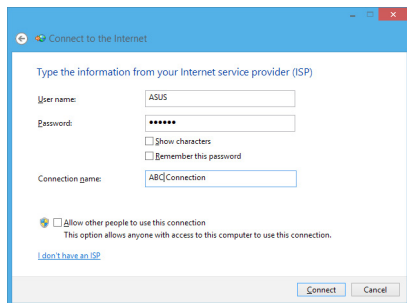 Connect to the Internet
Type the information from your Internet service provider (ISP)
User name: ASUS
Password: ••••••
Show characters
Remember this password
Connection name: ABC Connection
Allow other people to use this connection
This option allows anyone with access to this computer to use this connection.
I don't have an ISP
Connect Cancel